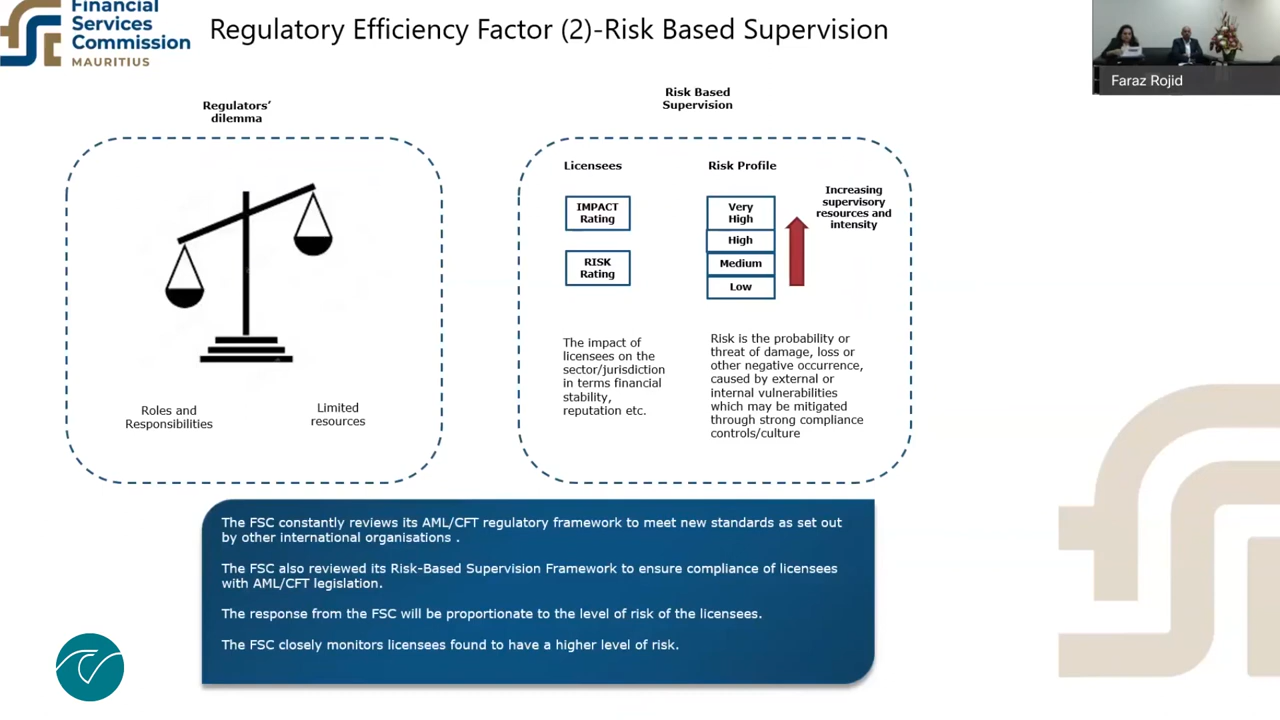 Financial
Services
Commission
MAURITIUS
Regulatory Efficiency Factor (2)-Risk Based Supervision
Faraz Rojid
Regulators’
dilemma
Roles and
Responsibilities
Limited
resources
Risk Based
Supervision
Licensees
IMPACT
Rating
RISK
Rating
The impact of
licensees on the
sector/jurisdiction
in terms financial
stability,
reputation etc.
Risk Profile
Very
High
High
Medium
Low
Increasing
supervisory
resources and
intensity
Risk is the probability or
threat of damage, loss or
other negative occurrence,
caused by external or
internal vulnerabilities
which may be mitigated
through strong compliance
controls/culture
The FSC constantly reviews its AML/CFT regulatory framework to meet new standards as set out
by other international organisations .
The FSC also reviewed its Risk-Based Supervision Framework to ensure compliance of licensees
with AML/CFT legislation.
The response from the FSC will be proportionate to the level of risk of the licensees.
The FSC closely monitors licensees found to have a higher level of risk.